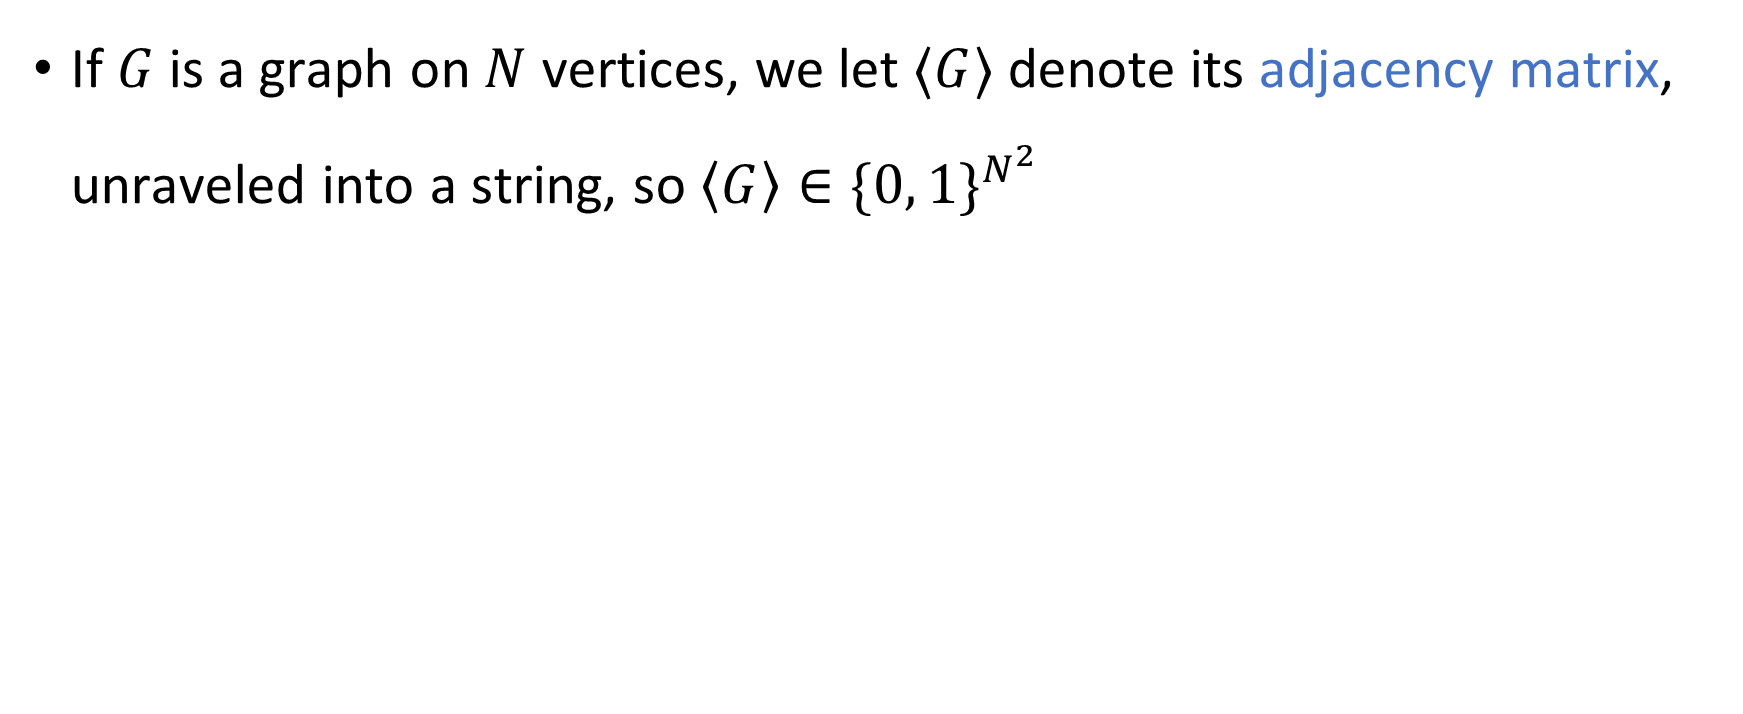 • If 𝐺 is a graph on 𝑁 vertices, we let ⟨𝐺⟩ denote its adjacency matrix,
unraveled into a string, so ⟨𝐺⟩ ∈ {0, 1}^{𝑁^2}